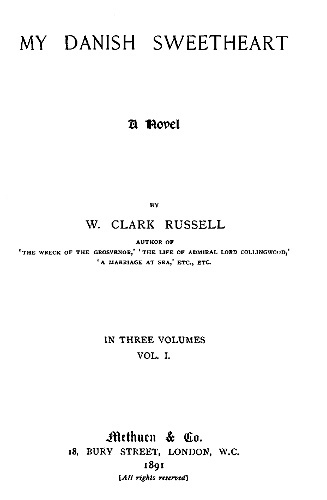 MY DANISH SWEETHEART
A Novel
BY
W. CLARK RUSSELL
AUTHOR OF
'THE WRECK OF THE GROSVENOR,' 'THE LIFE OF ADMIRAL LORD COLLINGWOOD,'
'A MARRIAGE AT SEA,' ETC., ETC.
IN THREE VOLUMES
VOL. I.
Methuen & Co.
18, BURY STREET, LONDON, W.C.
1891
[All rights reserved]